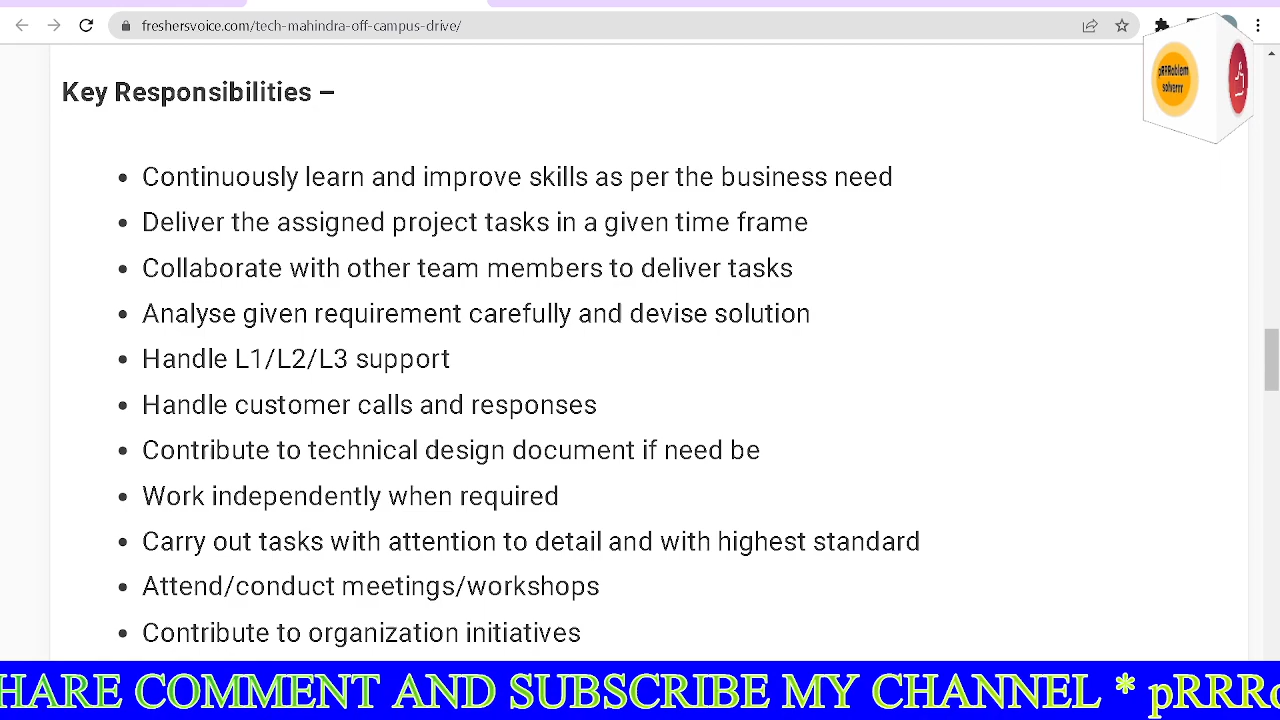 freshersvoice.com/tech-mahindra-off-campus-drive/
pRRRoblem
solverrr
Key Responsibilities –
• Continuously learn and improve skills as per the business need
• Deliver the assigned project tasks in a given time frame
• Collaborate with other team members to deliver tasks
• Analyse given requirement carefully and devise solution
• Handle L1/L2/L3 support
• Handle customer calls and responses
• Contribute to technical design document if need be
• Work independently when required
• Carry out tasks with attention to detail and with highest standard
• Attend/conduct meetings/workshops
• Contribute to organization initiatives
HARE COMMENT AND SUBSCRIBE MY CHANNEL * pRRRo